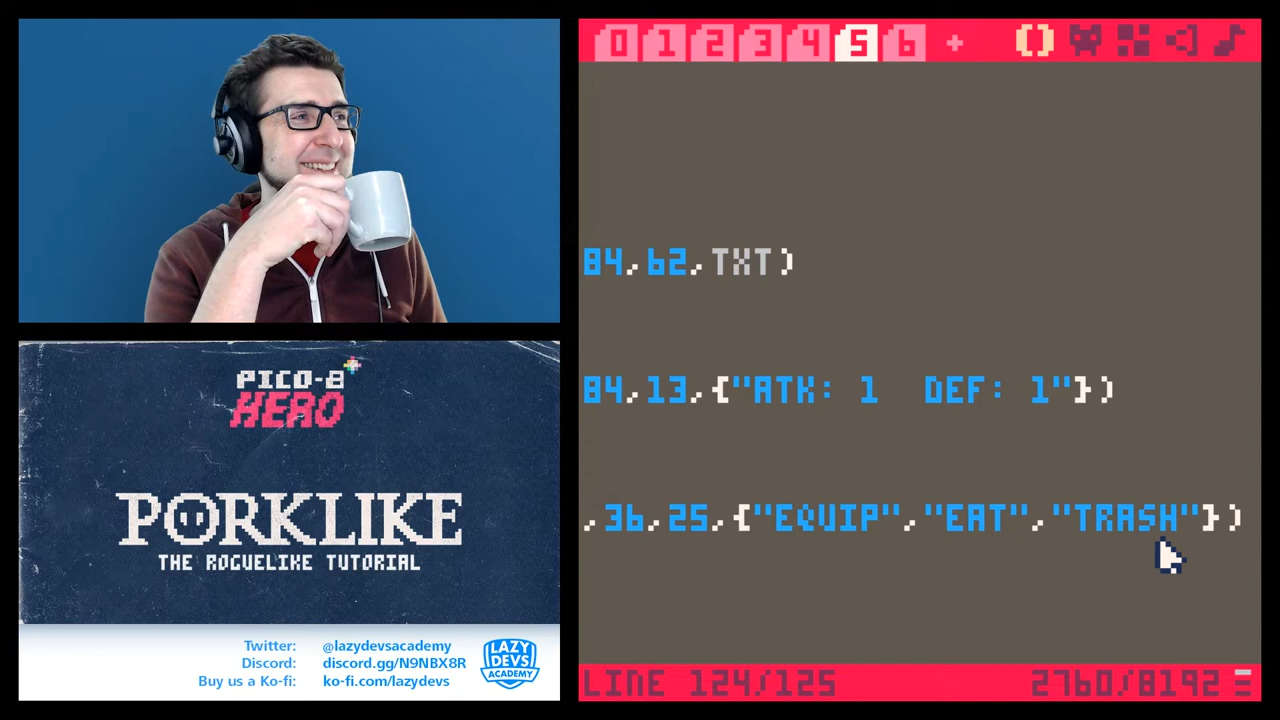 0 1 2 3 4 5 6 +
84,62,TXT)
84,13,{"ATK: 1  DEF: 1"})
,36,25,{"EQUIP","EAT","TRASH"})
LINE 124/125
2760/8192
PICO-8
HERO
PORKLIKE
THE ROGUELIKE TUTORIAL
Twitter: @lazydevsacademy
Discord: discord.gg/N9NBX8R
Buy us a Ko-fi: ko-fi.com/lazydevs
LAZY
DEVS
ACADEMY